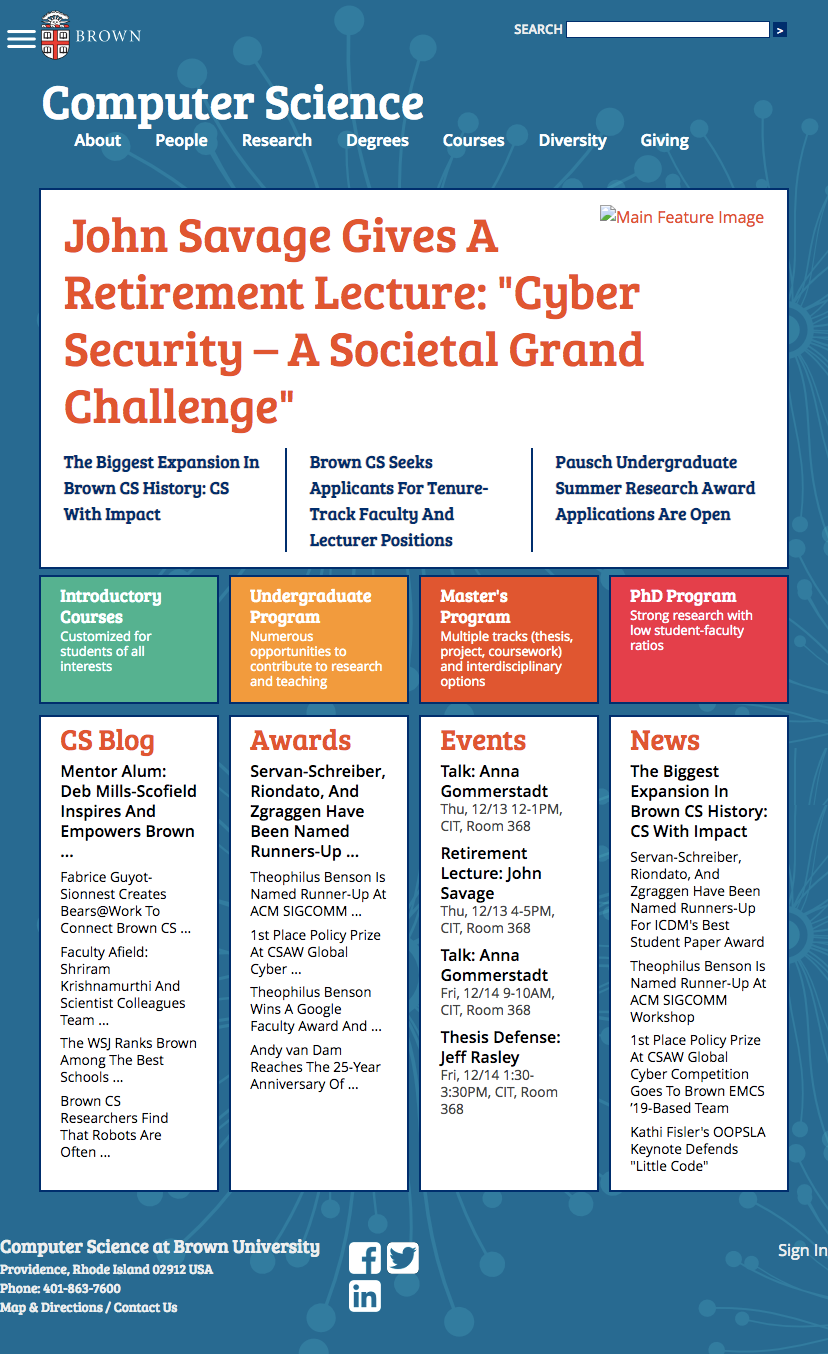 BROWN
SEARCH
>
Computer Science
About People Research Degrees Courses Diversity Giving
John Savage Gives A
Retirement Lecture: "Cyber
Security – A Societal Grand
Challenge"
Main Feature Image
The Biggest Expansion In
Brown CS History: CS
With Impact
Brown CS Seeks
Applicants For Tenure-
Track Faculty And
Lecturer Positions
Pausch Undergraduate
Summer Research Award
Applications Are Open
Introductory
Courses
Customized for
students of all
interests
Undergraduate
Program
Numerous
opportunities to
contribute to research
and teaching
Master's
Program
Multiple tracks (thesis,
project, coursework)
and interdisciplinary
options
PhD Program
Strong research with
low student-faculty
ratios
CS Blog
Mentor Alum:
Deb Mills-Scofield
Inspires And
Empowers Brown
...
Fabrice Guyot-
Sionnest Creates
Bears@Work To
Connect Brown CS ...
Faculty Afield:
Shriram
Krishnamurthi And
Scientist Colleagues
Team ...
The WSJ Ranks Brown
Among The Best
Schools ...
Brown CS
Researchers Find
That Robots Are
Often ...
Awards
Servan-Schreiber,
Riondato, And
Zgraggen Have
Been Named
Runners-Up ...
Theophilus Benson Is
Named Runner-Up At
ACM SIGCOMM ...
1st Place Policy Prize
At CSAW Global
Cyber ...
Theophilus Benson
Wins A Google
Faculty Award And ...
Andy van Dam
Reaches The 25-Year
Anniversary Of ...
Events
Talk: Anna
Gommerstadt
Thu, 12/13 12-1PM,
CIT, Room 368
Retirement
Lecture: John
Savage
Thu, 12/13 4-5PM,
CIT, Room 368
Talk: Anna
Gommerstadt
Fri, 12/14 9-10AM,
CIT, Room 368
Thesis Defense:
Jeff Rasley
Fri, 12/14 1:30-
3:30PM, CIT, Room
368
News
The Biggest
Expansion In
Brown CS History:
CS With Impact
Servan-Schreiber,
Riondato, And
Zgraggen Have Been
Named Runners-Up
For ICDM's Best
Student Paper Award
Theophilus Benson Is
Named Runner-Up At
ACM SIGCOMM
Workshop
1st Place Policy Prize
At CSAW Global
Cyber Competition
Goes To Brown EMCS
’19-Based Team
Kathi Fisler's OOPSLA
Keynote Defends
"Little Code"
Computer Science at Brown University
Providence, Rhode Island 02912 USA
Phone: 401-863-7600
Map & Directions / Contact Us
Sign In